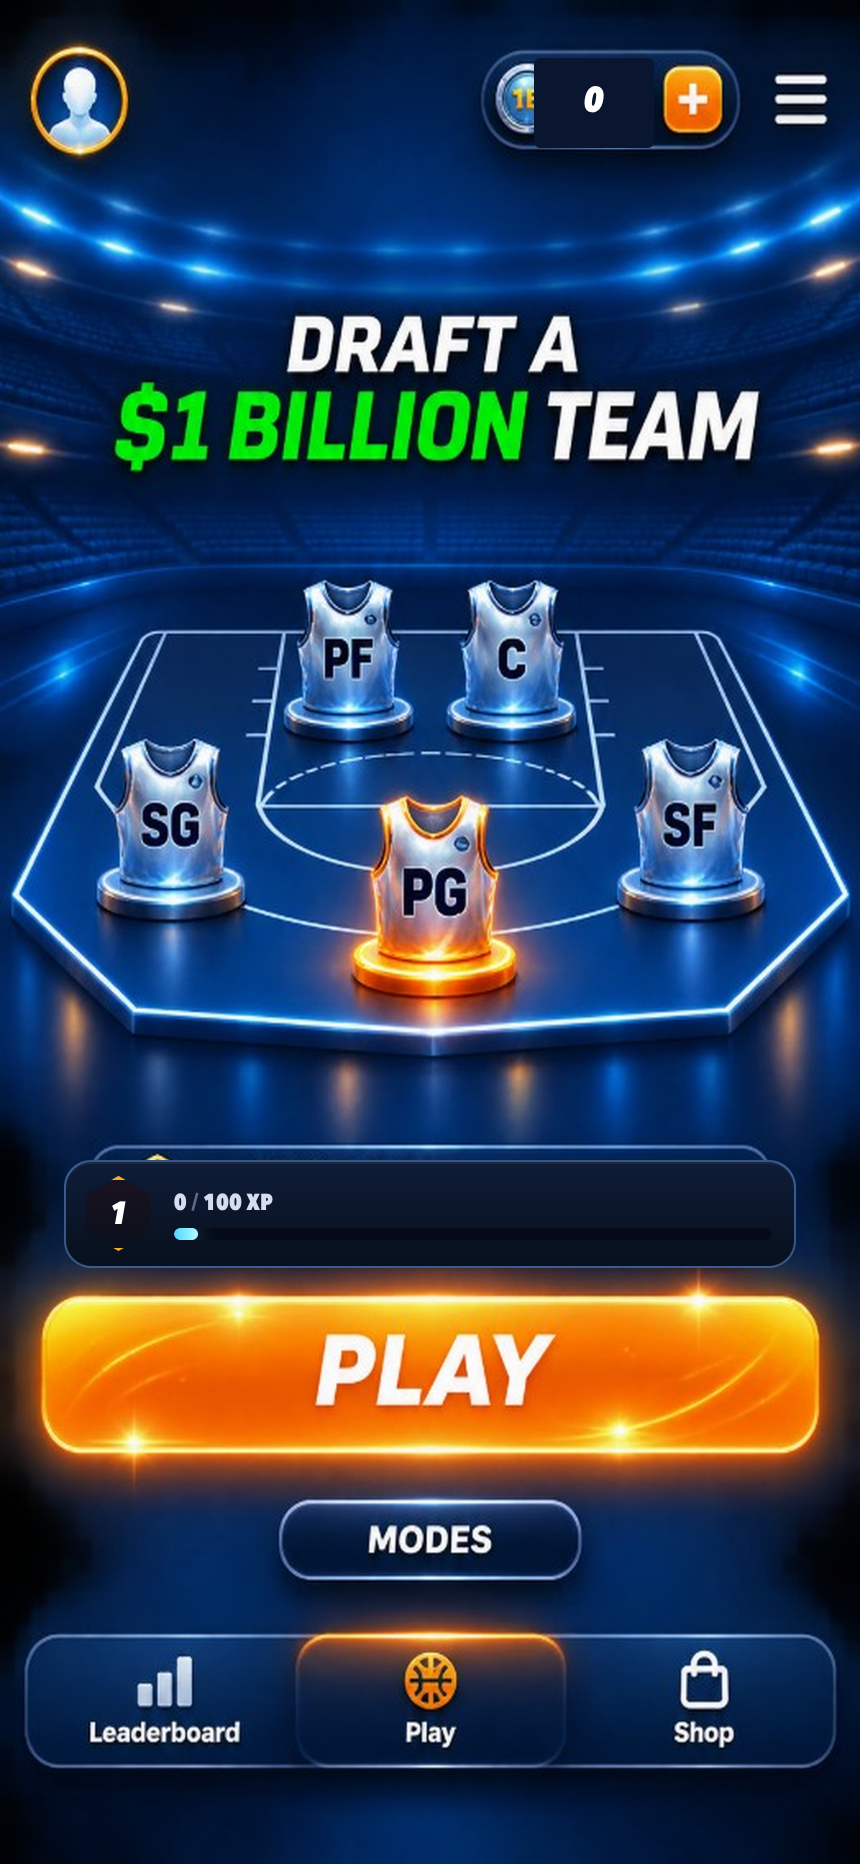 0
DRAFT A
$1 BILLION TEAM
PF
C
SG
SF
PG
1
0 / 100 XP
PLAY
MODES
Leaderboard
Play
Shop